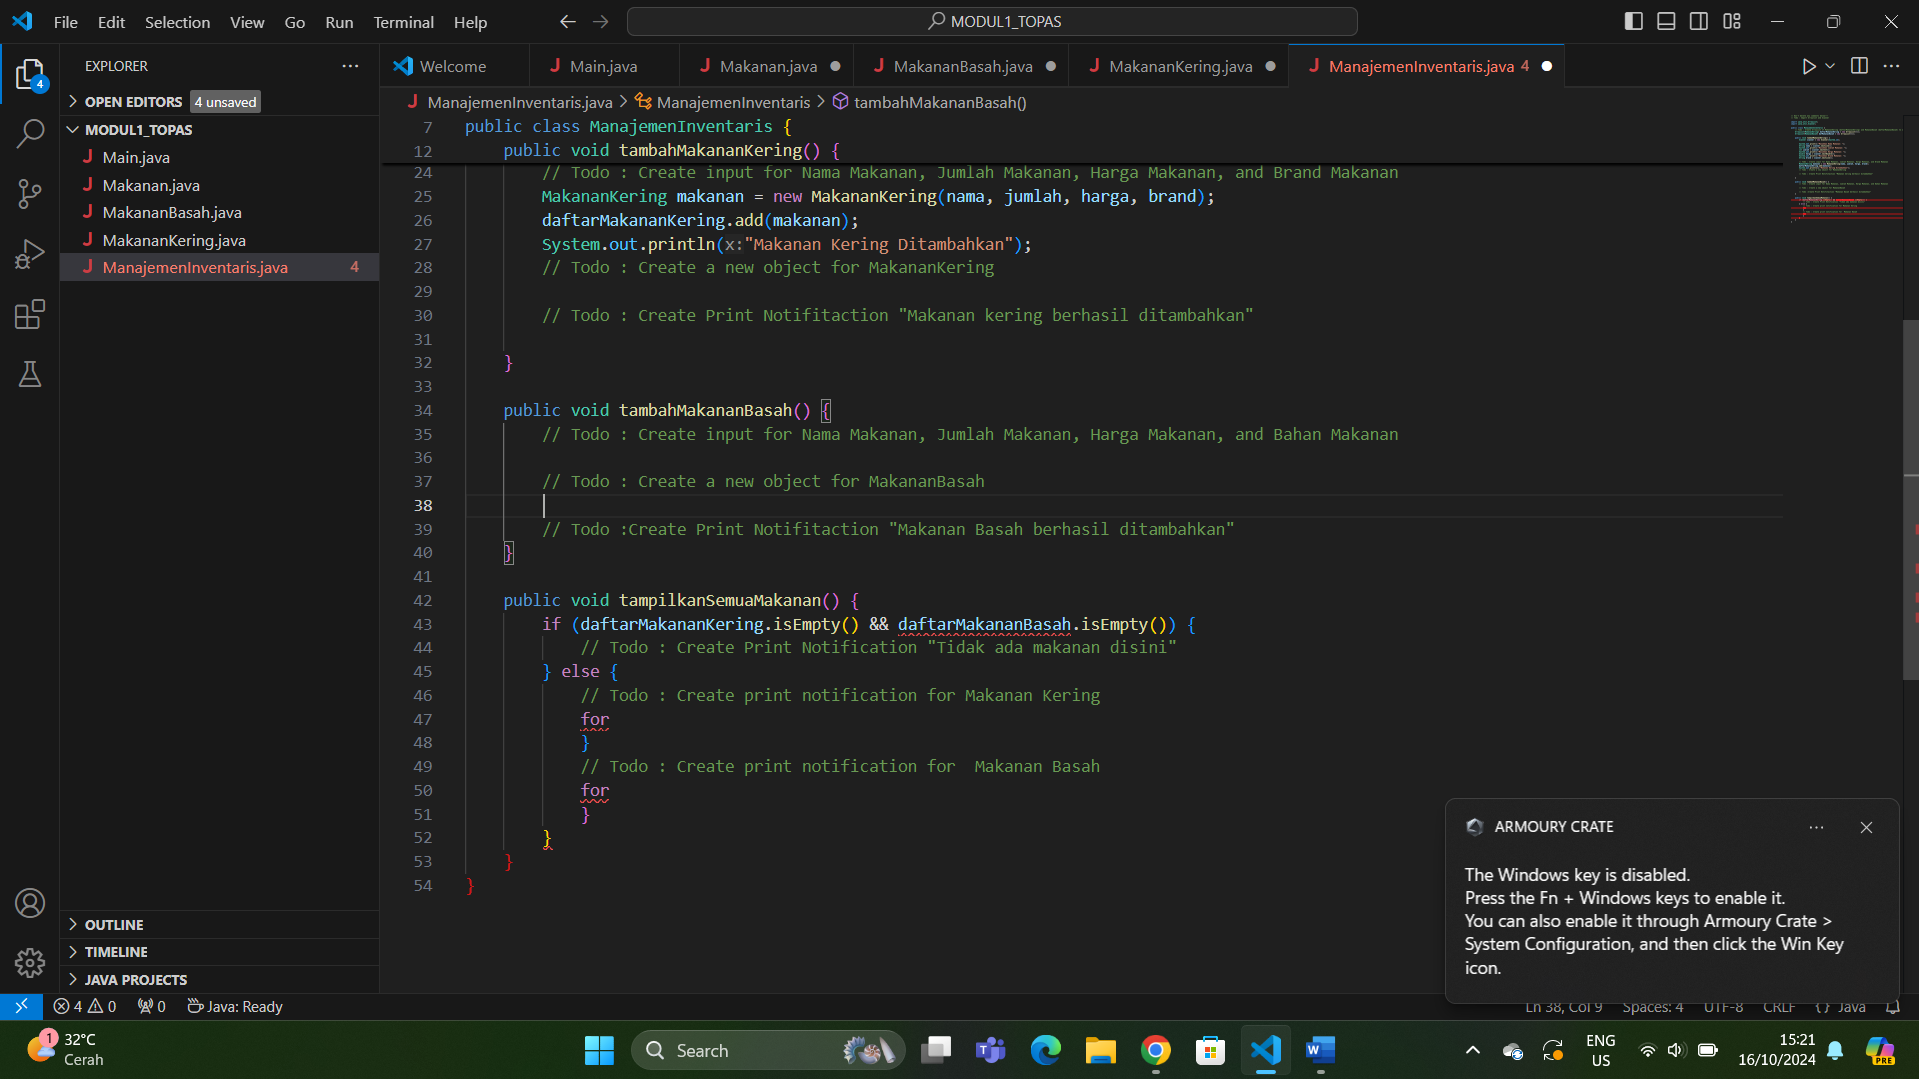 File Edit Selection View Go Run Terminal Help
MODUL1_TOPAS
EXPLORER
Welcome
Main.java
Makanan.java
MakananBasah.java
MakananKering.java
ManajemenInventaris.java 4
OPEN EDITORS 4 unsaved
ManajemenInventaris.java > ManajemenInventaris > tambahMakananBasah()
4
MODUL1_TOPAS
Main.java
Makanan.java
MakananBasah.java
MakananKering.java
ManajemenInventaris.java 4
7 public class ManajemenInventaris {
12 public void tambahMakananKering() {
24 // Todo : Create input for Nama Makanan, Jumlah Makanan, Harga Makanan, and Brand Makanan
25 MakananKering makanan = new MakananKering(nama, jumlah, harga, brand);
26 daftarMakananKering.add(makanan);
27 System.out.println(x:"Makanan Kering Ditambahkan");
28 // Todo : Create a new object for MakananKering
29
30 // Todo : Create Print Notifitaction "Makanan kering berhasil ditambahkan"
31
32 }
33
34 public void tambahMakananBasah() {
35 // Todo : Create input for Nama Makanan, Jumlah Makanan, Harga Makanan, and Bahan Makanan
36
37 // Todo : Create a new object for MakananBasah
38
39 // Todo :Create Print Notifitaction "Makanan Basah berhasil ditambahkan"
40 }
41
42 public void tampilkanSemuaMakanan() {
43 if (daftarMakananKering.isEmpty() && daftarMakananBasah.isEmpty()) {
44 // Todo : Create Print Notification "Tidak ada makanan disini"
45 } else {
46 // Todo : Create print notification for Makanan Kering
47 for
48 }
49 // Todo : Create print notification for  Makanan Basah
50 for
51 }
52 }
53 }
54 }
OUTLINE
TIMELINE
JAVA PROJECTS
ARMOURY CRATE
The Windows key is disabled.
Press the Fn + Windows keys to enable it.
You can also enable it through Armoury Crate >
System Configuration, and then click the Win Key
icon.
4 0 0 Java: Ready
Ln 38, Col 9 Spaces: 4 UTF-8 CRLF {} Java
1
32°C
Cerah
Search
ENG
US
15:21
16/10/2024
PRE